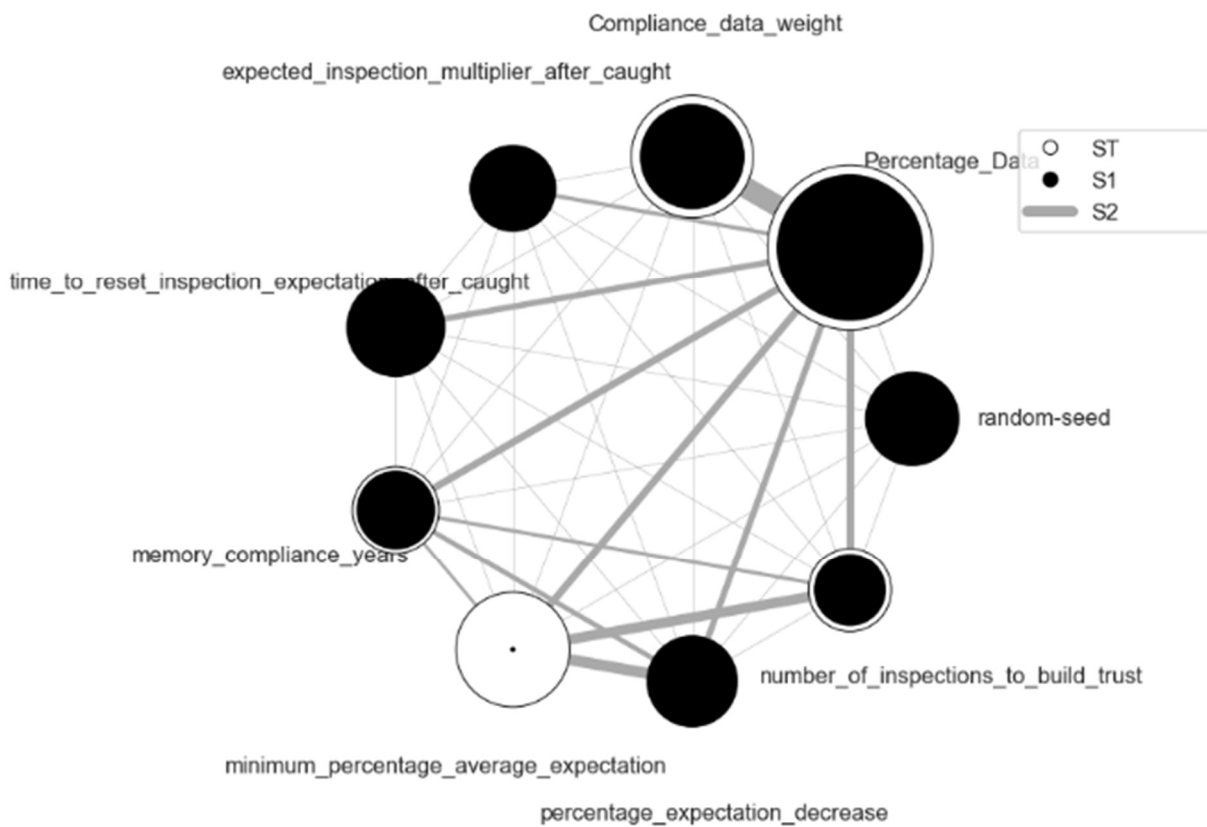 Compliance_data_weight
expected_inspection_multiplier_after_caught
Percentage_Data
ST
S1
S2
time_to_reset_inspection_expectation_after_caught
random-seed
memory_compliance_years
number_of_inspections_to_build_trust
minimum_percentage_average_expectation
percentage_expectation_decrease